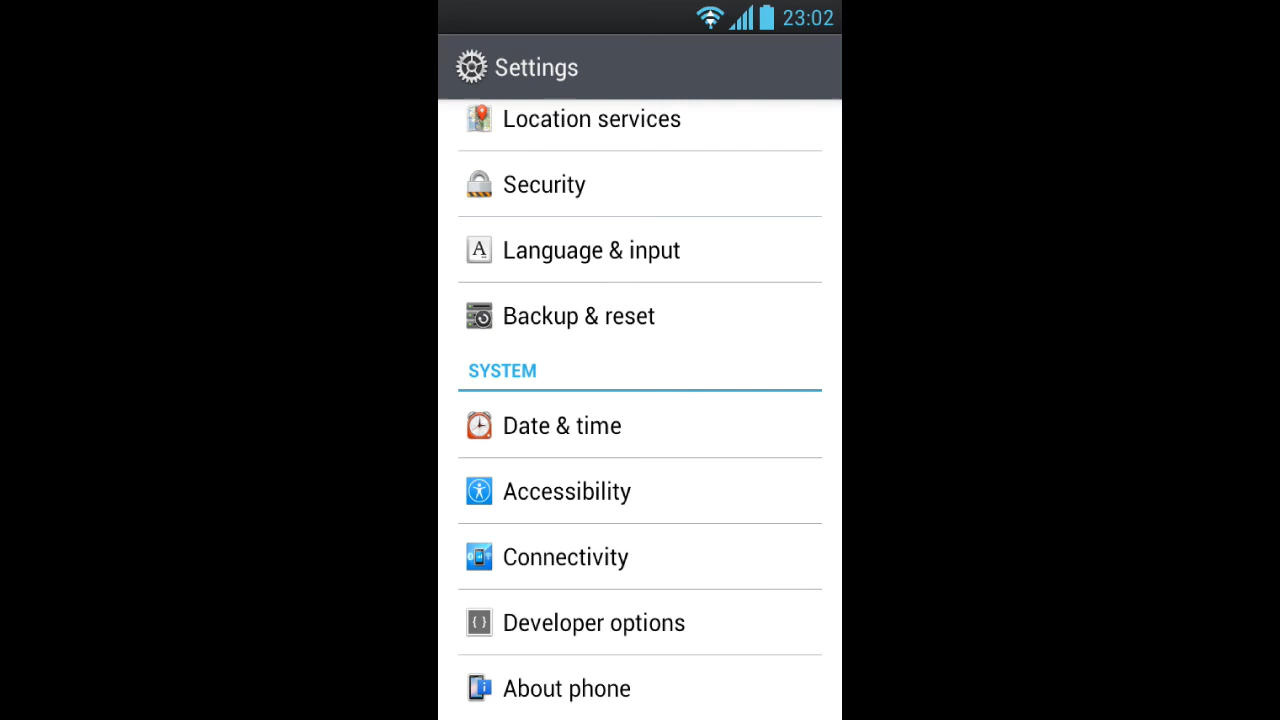 23:02
Settings
Location services
Security
Language & input
Backup & reset
SYSTEM
Date & time
Accessibility
Connectivity
Developer options
About phone